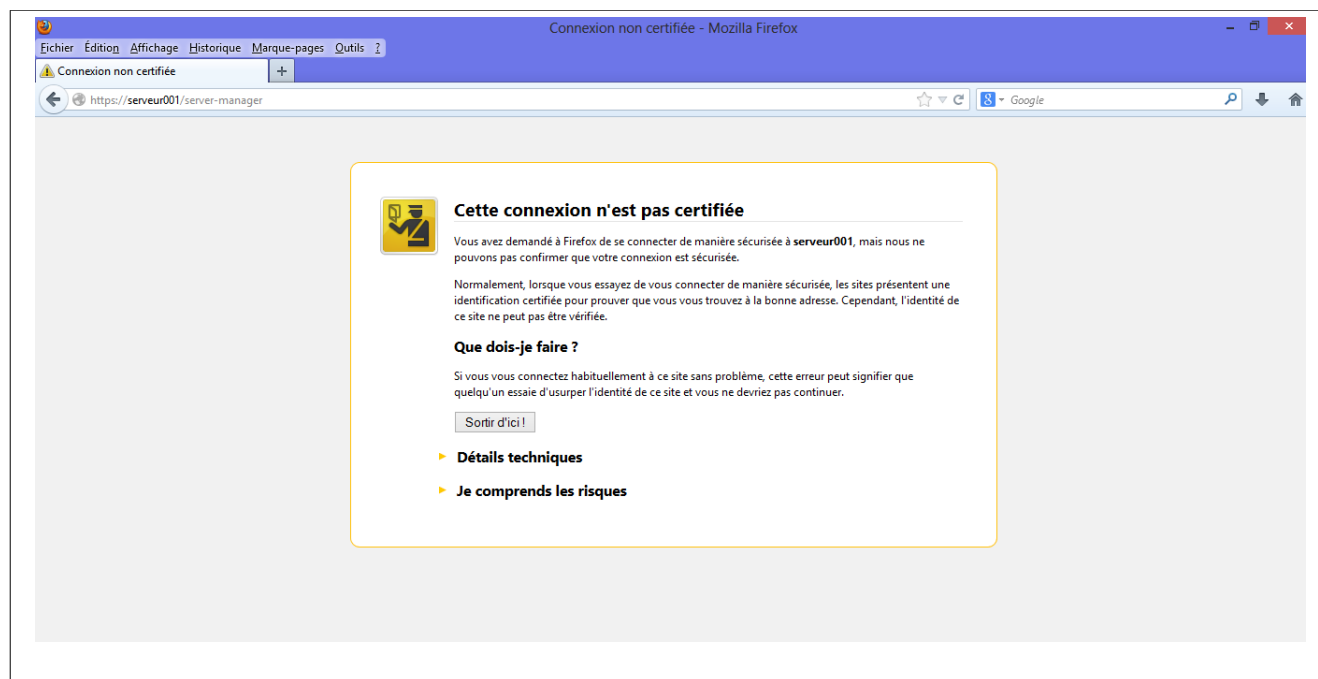 Connexion non certifiée - Mozilla Firefox
Fichier Édition Affichage Historique Marque-pages Outils ?
Connexion non certifiée
https://serveur001/server-manager
Google
Cette connexion n'est pas certifiée
Vous avez demandé à Firefox de se connecter de manière sécurisée à serveur001, mais nous ne
pouvons pas confirmer que votre connexion est sécurisée.
Normalement, lorsque vous essayez de vous connecter de manière sécurisée, les sites présentent une
identification certifiée pour prouver que vous vous trouvez à la bonne adresse. Cependant, l'identité de
ce site ne peut pas être vérifiée.
Que dois-je faire ?
Si vous vous connectez habituellement à ce site sans problème, cette erreur peut signifier que
quelqu'un essaie d'usurper l'identité de ce site et vous ne devriez pas continuer.
Sortir d'ici !
Détails techniques
Je comprends les risques